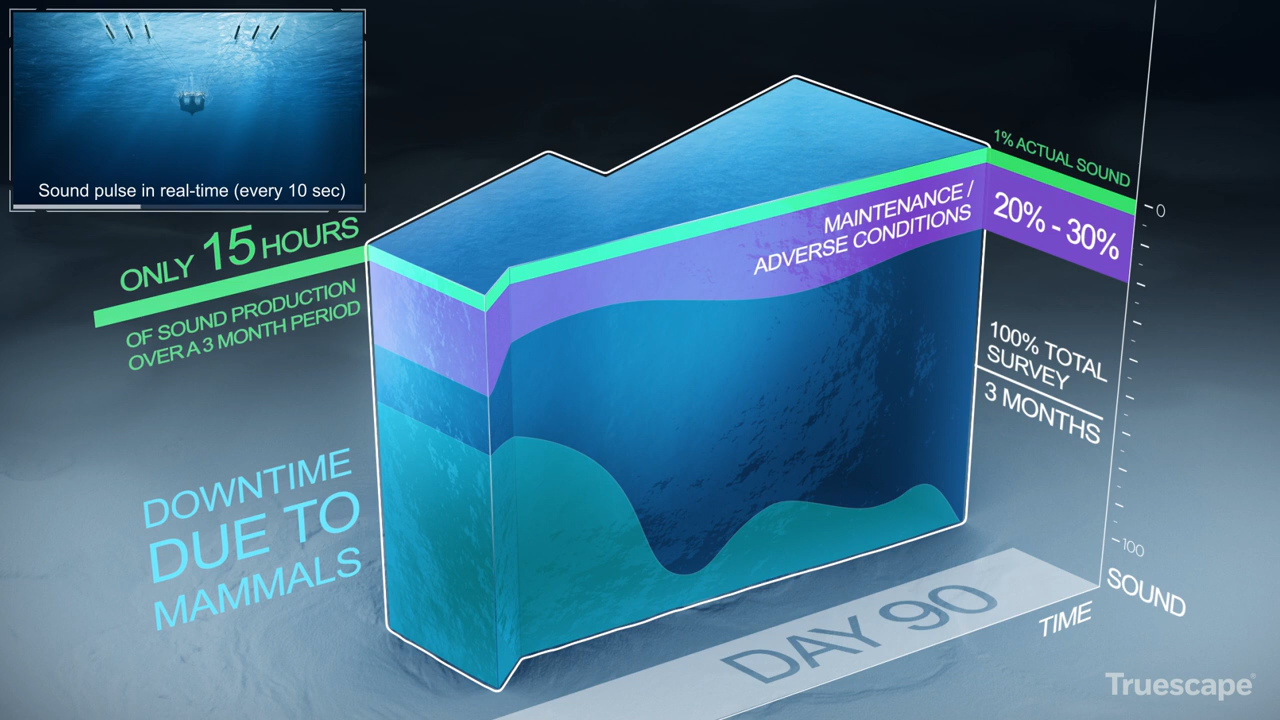 Sound pulse in real-time (every 10 sec)
ONLY 15 HOURS
OF SOUND PRODUCTION
OVER A 3 MONTH PERIOD
DOWNTIME
DUE TO
MAMMALS
MAINTENANCE /
ADVERSE CONDITIONS
1% ACTUAL SOUND
20% - 30%
0
100% TOTAL
SURVEY
3 MONTHS
100
SOUND
TIME
DAY 90
Truescape®